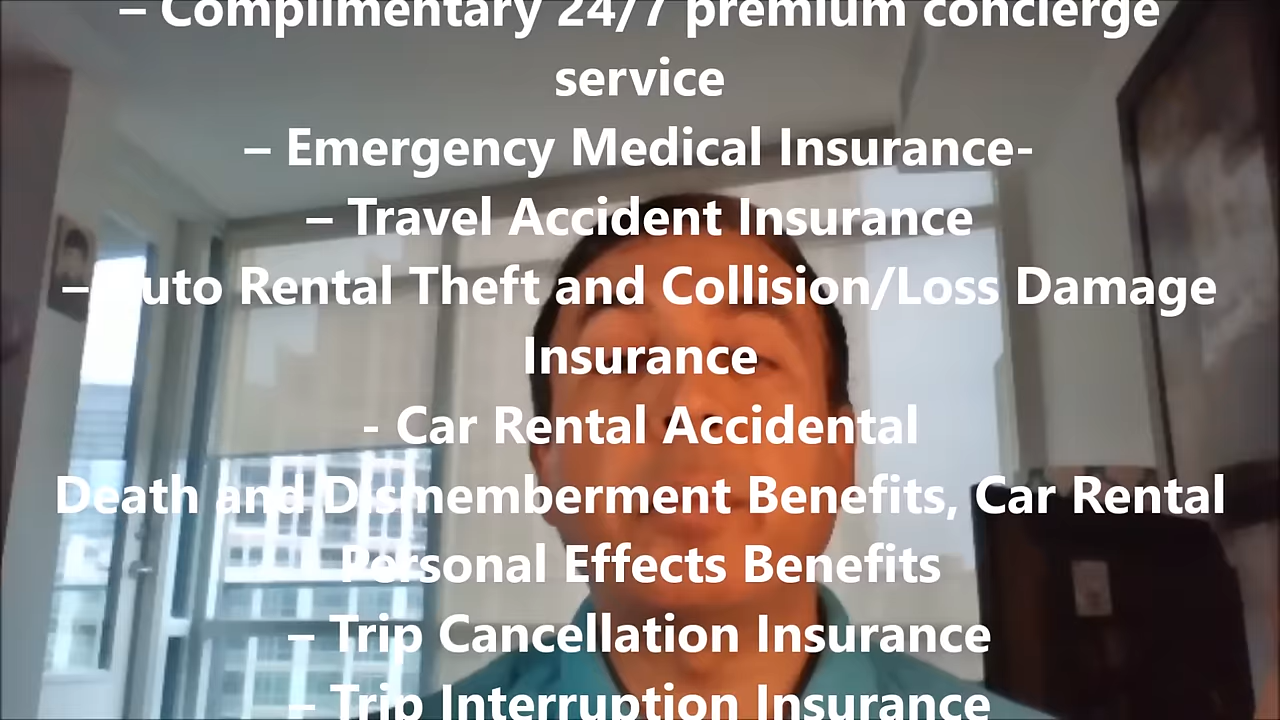 – Complimentary 24/7 premium concierge
service
– Emergency Medical Insurance-
– Travel Accident Insurance
– Auto Rental Theft and Collision/Loss Damage
Insurance
- Car Rental Accidental
Death and Dismemberment Benefits, Car Rental
Personal Effects Benefits
– Trip Cancellation Insurance
– Trip Interruption Insurance